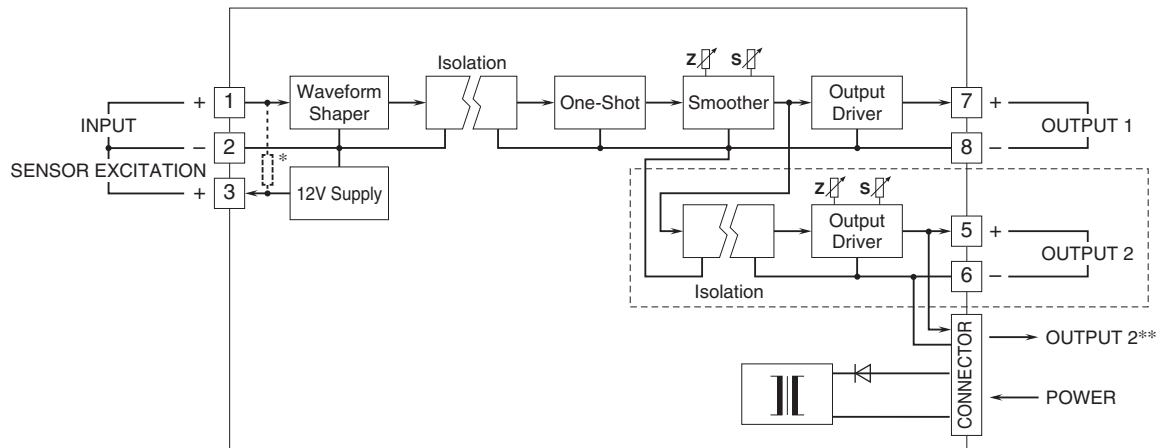 Isolation
Z
S
+
1
Waveform
Shaper
One-Shot
Smoother
Output
Driver
7
+
INPUT
OUTPUT 1
−
2
8
−
SENSOR EXCITATION
*
+
3
12V Supply
Z
S
Output
Driver
5
+
OUTPUT 2
6
−
Isolation
CONNECTOR
OUTPUT 2**
POWER